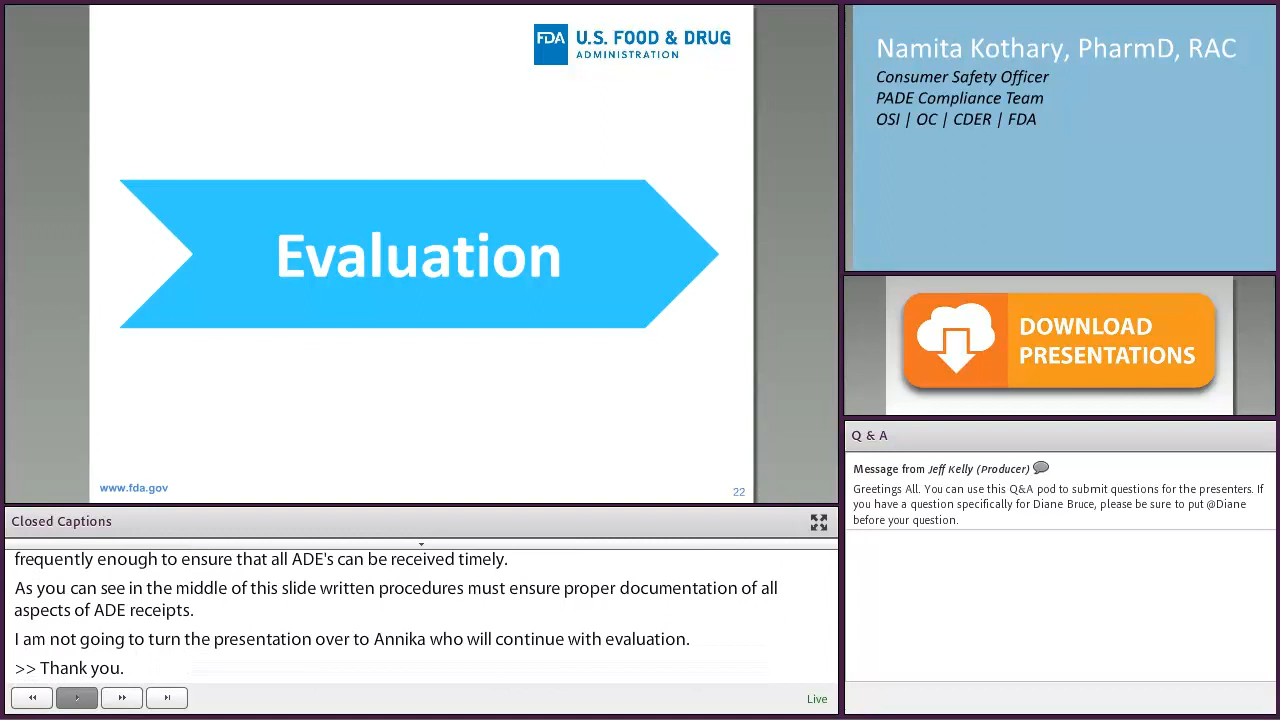 FDA
U.S. FOOD & DRUG
ADMINISTRATION
Evaluation
www.fda.gov
22
Namita Kothary, PharmD, RAC
Consumer Safety Officer
PADE Compliance Team
OSI | OC | CDER | FDA
DOWNLOAD
PRESENTATIONS
Q & A
Message from Jeff Kelly (Producer)
Greetings All. You can use this Q&A pod to submit questions for the presenters. If
you have a question specifically for Diane Bruce, please be sure to put @Diane
before your question.
Closed Captions
frequently enough to ensure that all ADE's can be received timely.
As you can see in the middle of this slide written procedures must ensure proper documentation of all
aspects of ADE receipts.
I am not going to turn the presentation over to Annika who will continue with evaluation.
>> Thank you.
Live